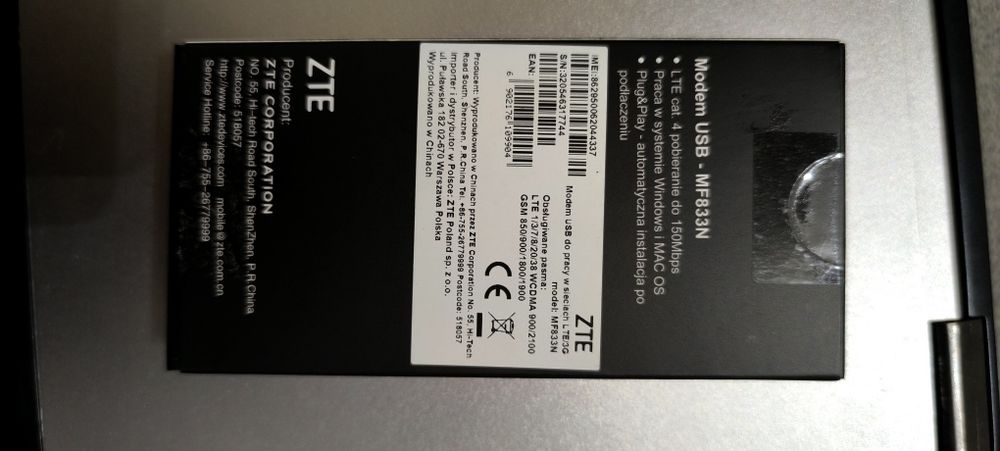 Modem USB - MF833N
• LTE cat. 4 pobieranie do 150Mbps
• Praca w systemie Windows i MAC OS
• Plug&Play - automatyczna instalacja po
podłączeniu
IMEI:862950062044337
S/N:320546317744
EAN:
6 902176 109904
ZTE
Modem USB do pracy w sieciach LTE/3G
model: MF833N
Obsługiwane pasma:
LTE 1/3/7/8/20/38 WCDMA 900/2100
GSM 850/900/1800/1900
CE
Producent: Wyprodukowano w Chinach przez ZTE Corporation No. 55, Hi-Tech
Road South, Shenzhen, P.R.China Tel: +86-755-26779999 Postcode: 518057
Importer i dystrybutor w Polsce: ZTE Poland sp. z o.o.
ul. Puławska 182 02-670 Warszawa Polska
Wyprodukowano w Chinach
ZTE
Producent:
ZTE CORPORATION
NO. 55, Hi-tech Road South, ShenZhen, P.R.China
Postcode: 518057
http://www.ztedevices.com mobile@zte.com.cn
Service Hotline: +86-755-26779999